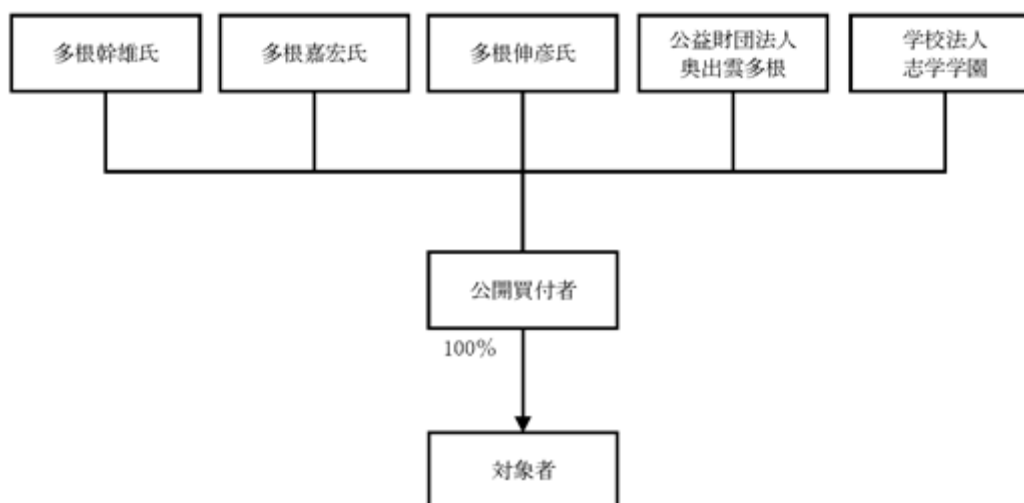 多根幹雄氏
多根嘉宏氏
多根伸彦氏
公益財団法人
奥出雲多根
学校法人
志学学園
公開買付者
100%
対象者